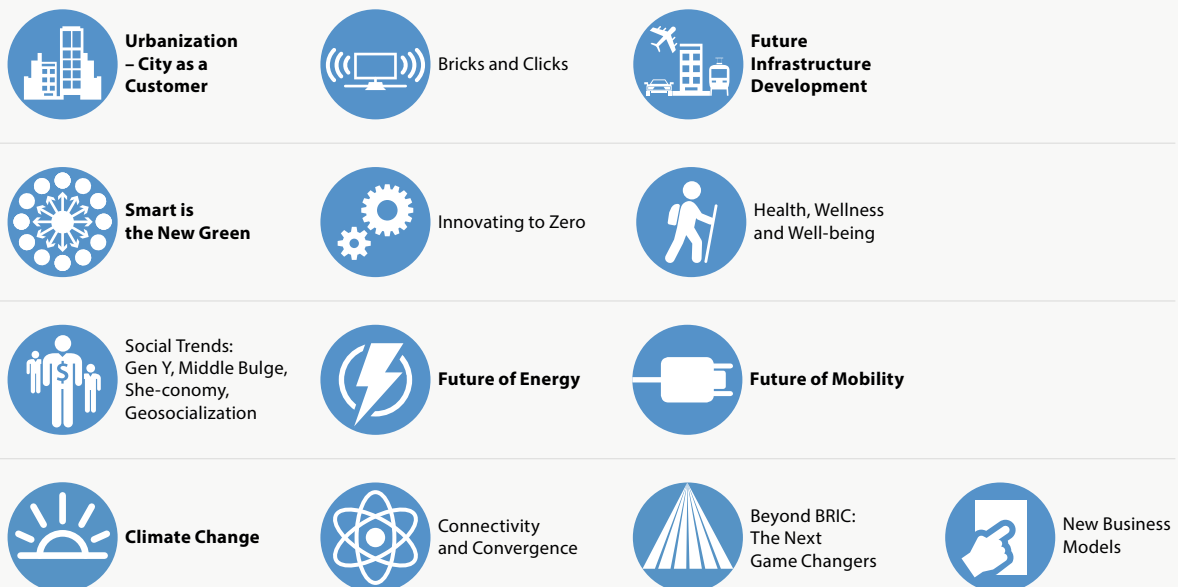 Urbanization
– City as a
Customer
Bricks and Clicks
Future
Infrastructure
Development
Smart is
the New Green
Innovating to Zero
Health, Wellness
and Well-being
Social Trends:
Gen Y, Middle Bulge,
She-conomy,
Geosocialization
$
Future of Energy
Future of Mobility
Climate Change
Connectivity
and Convergence
Beyond BRIC:
The Next
Game Changers
New Business
Models